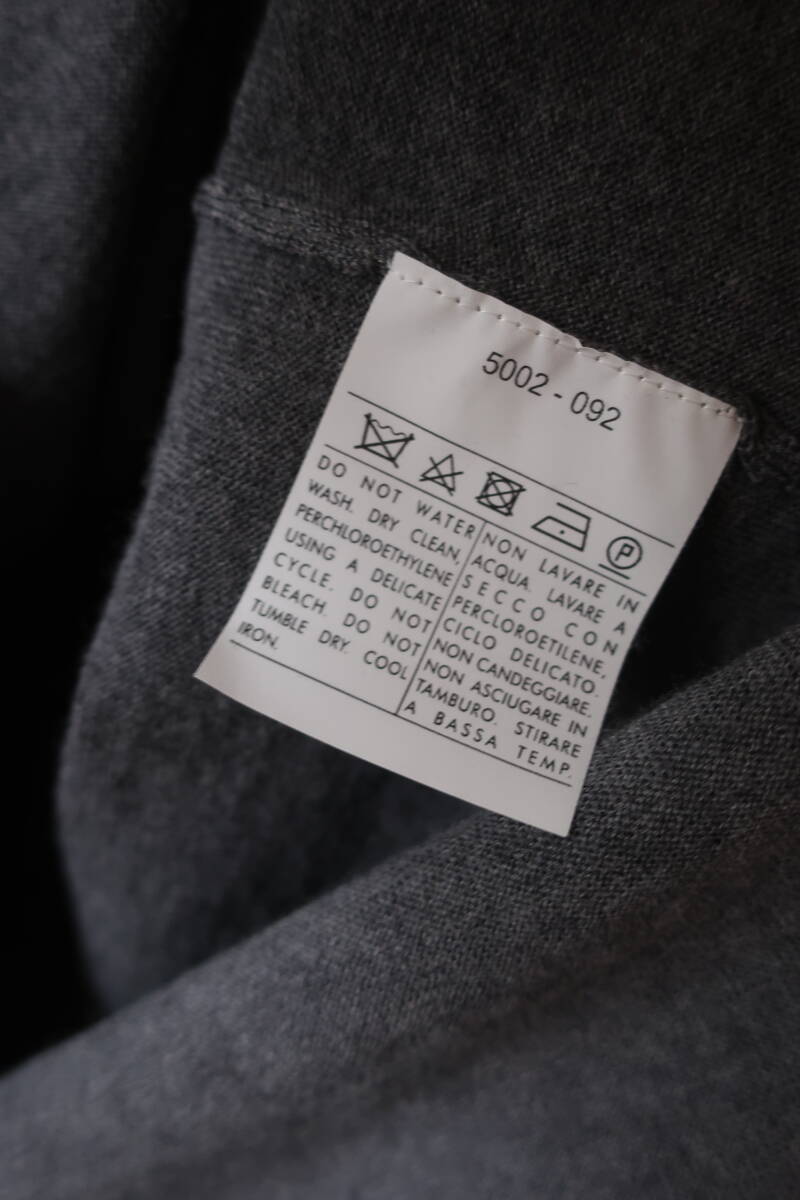 5002 - 092
P
DO NOT WATER
WASH. DRY CLEAN,
PERCHLOROETHYLENE
USING A DELICATE
CYCLE. DO NOT
BLEACH. DO NOT
TUMBLE DRY. COOL
IRON.
NON LAVARE IN
ACQUA. LAVARE A
SECCO CON
PERCLOROETILENE,
CICLO DELICATO.
NON CANDEGGIARE.
NON ASCIUGARE IN
TAMBURO. STIRARE
A BASSA TEMP.